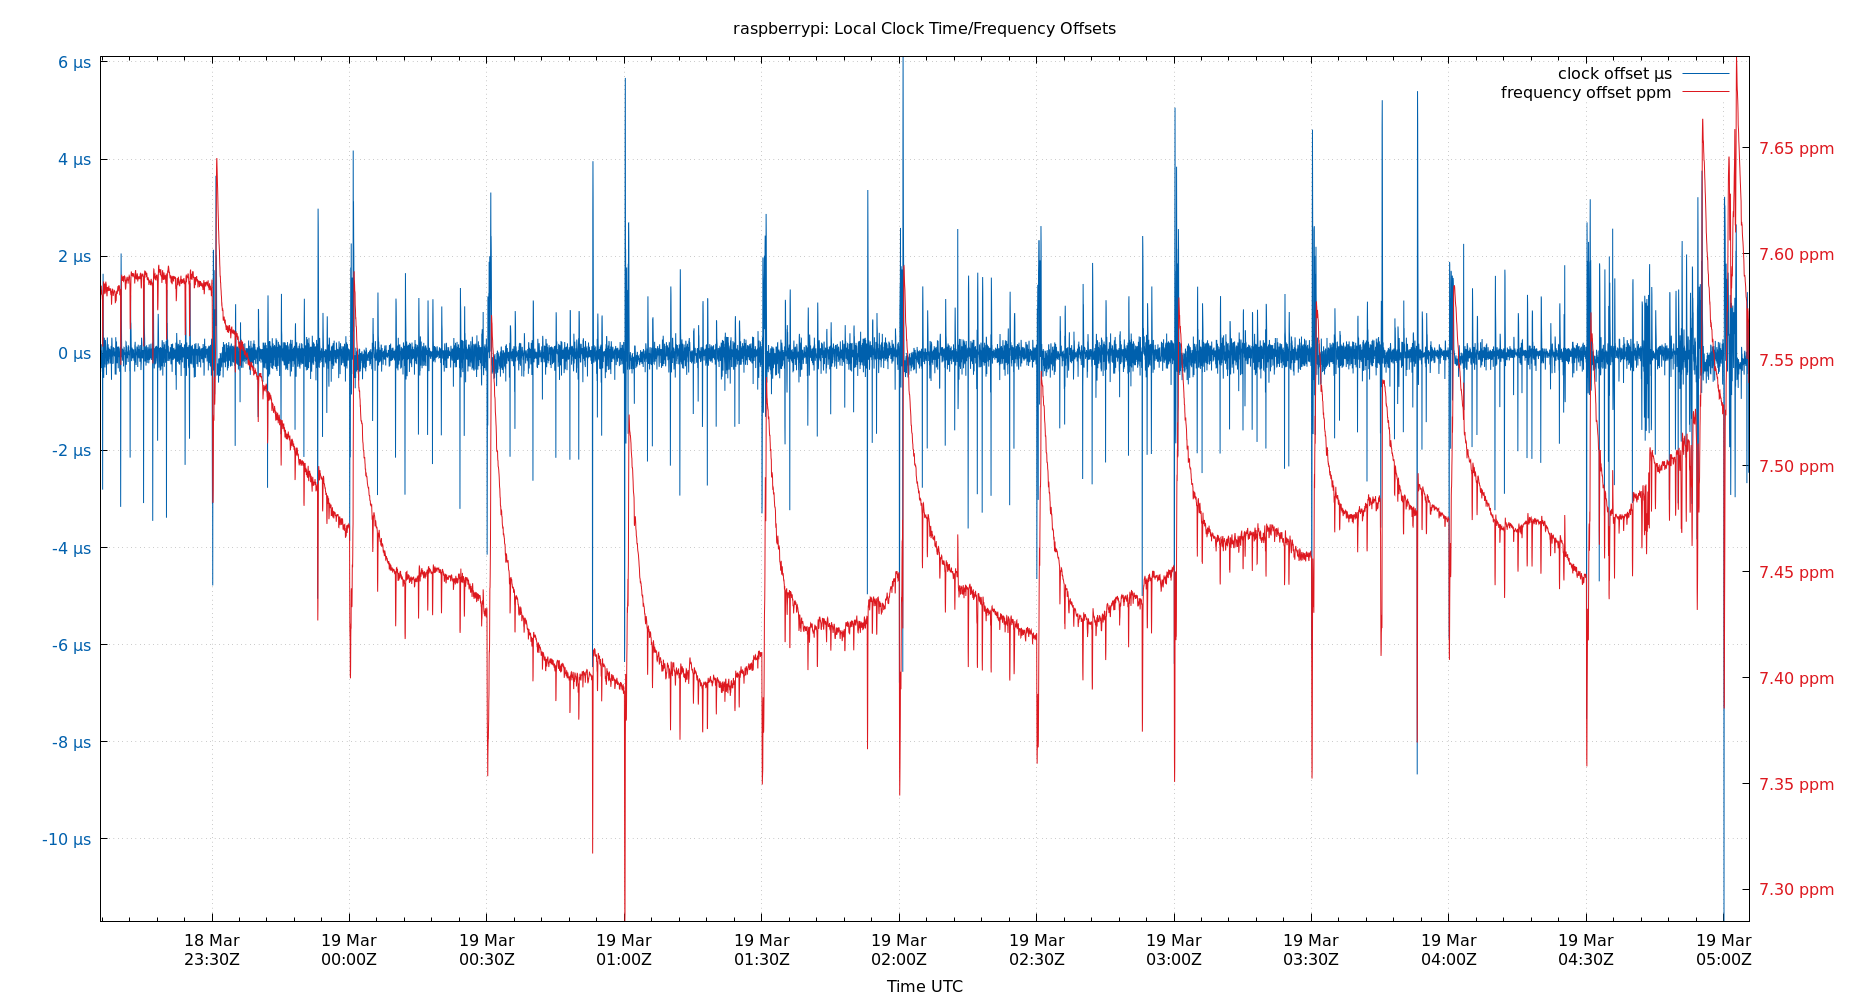 raspberrypi: Local Clock Time/Frequency Offsets
clock offset µs
frequency offset ppm
6 µs
4 µs
2 µs
0 µs
-2 µs
-4 µs
-6 µs
-8 µs
-10 µs
7.65 ppm
7.60 ppm
7.55 ppm
7.50 ppm
7.45 ppm
7.40 ppm
7.35 ppm
7.30 ppm
18 Mar 19 Mar 19 Mar 19 Mar 19 Mar 19 Mar 19 Mar 19 Mar 19 Mar 19 Mar 19 Mar 19 Mar
23:30Z 00:00Z 00:30Z 01:00Z 01:30Z 02:00Z 02:30Z 03:00Z 03:30Z 04:00Z 04:30Z 05:00Z
Time UTC